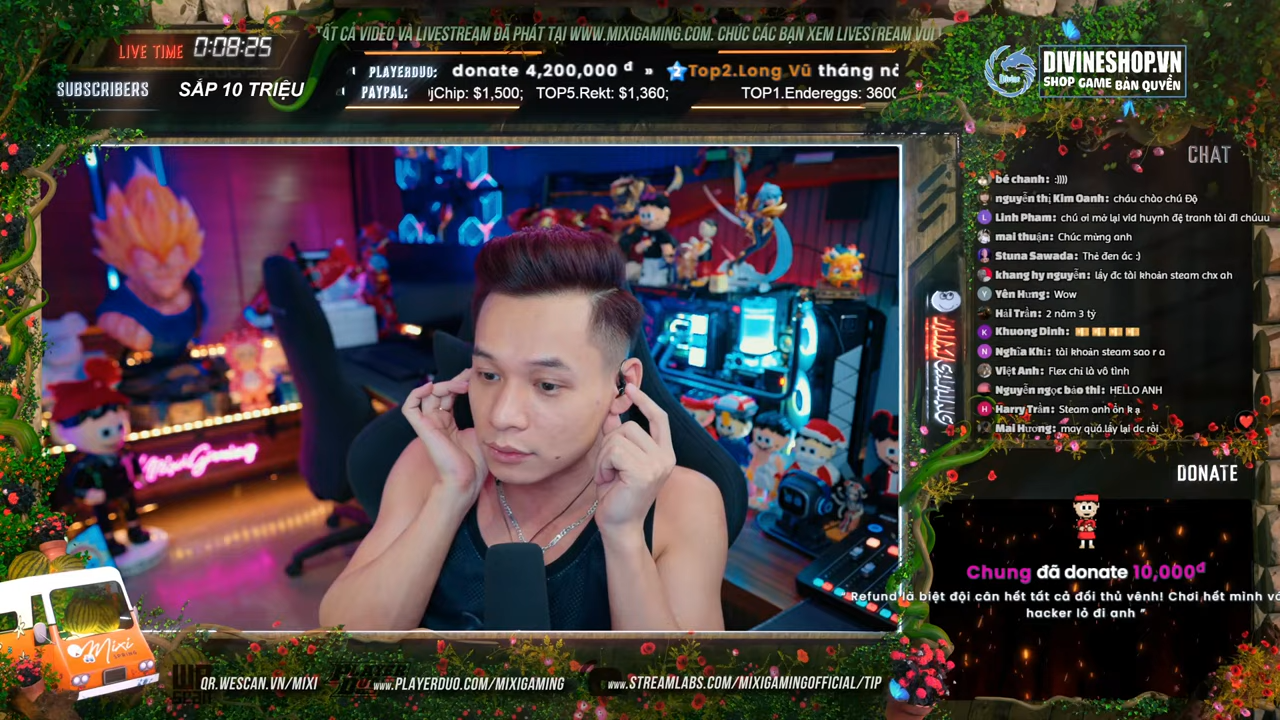 ẤT CẢ VIDEO VÀ LIVESTREAM ĐÃ PHÁT TẠI WWW.MIXIGAMING.COM. CHÚC CÁC BẠN XEM LIVESTREAM VUI
LIVE TIME 0:08:25
SUBSCRIBERS SẮP 10 TRIỆU
PLAYERDUO: donate 4,200,000 đ » 2 Top2.Long Vũ tháng nà
PAYPAL: jChip: $1,500; TOP5.Rekt: $1,360; TOP1.Endereggs: 3600
Divine
DIVINESHOP.VN
SHOP GAME BẢN QUYỀN
CHAT
bé chanh: :))))
nguyễn thị Kim Oanh: cháu chào chú Độ
Linh Pham: chú ơi mở lại vid huynh đệ tranh tài đi chúuu
mai thuận: Chúc mừng anh
Stuna Sawada: Thẻ đen ác :)
khang hy nguyễn: lấy đc tài khoản steam chx ah
Yên Hưng: Wow
Hải Trần: 2 năm 3 tỷ
Khuong Dinh:
Nghĩa Khị: tài khoản steam sao r a
Việt Anh: Flex chỉ là vô tình
Nguyễn ngọc bảo thi: HELLO ANH
Harry Trần: Steam anh ổn k ạ
Mai Hương: may quá.lấy lại dc rồi
MixiGaming
DONATE
Chung đã donate 10,000đ
Refund là biệt đội cân hết tất cả đối thủ vênh! Chơi hết mình và
hacker lỏ đi anh "
Mixi
SPRING
QR.WESCAN.VN/MIXI
WWW.PLAYERDUO.COM/MIXIGAMING
WWW.STREAMLABS.COM/MIXIGAMINGOFFICIAL/TIP